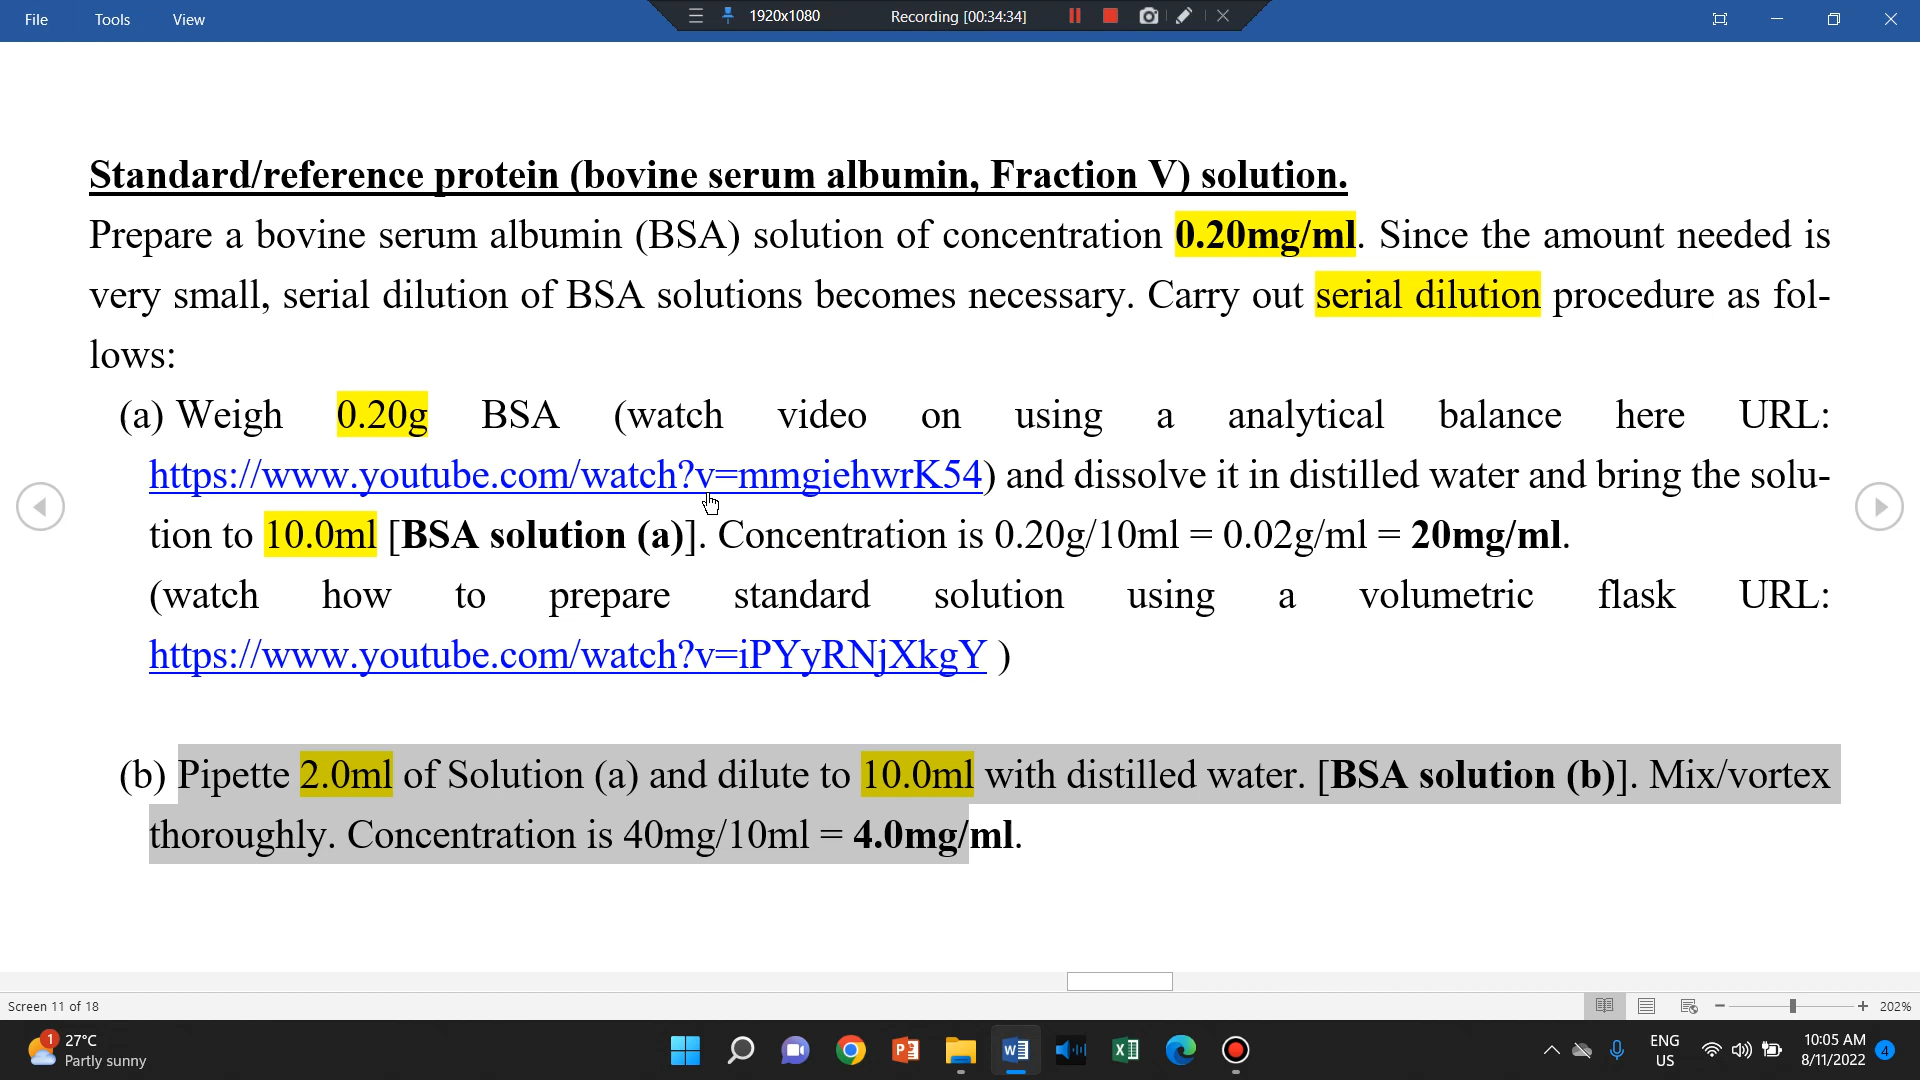 File Tools View
1920x1080 Recording [00:34:34]
Standard/reference protein (bovine serum albumin, Fraction V) solution.
Prepare a bovine serum albumin (BSA) solution of concentration 0.20mg/ml. Since the amount needed is
very small, serial dilution of BSA solutions becomes necessary. Carry out serial dilution procedure as fol-
lows:
(a) Weigh 0.20g BSA (watch video on using a analytical balance here URL:
https://www.youtube.com/watch?v=mmgiehwrK54) and dissolve it in distilled water and bring the solu-
tion to 10.0ml [BSA solution (a)]. Concentration is 0.20g/10ml = 0.02g/ml = 20mg/ml.
(watch how to prepare standard solution using a volumetric flask URL:
https://www.youtube.com/watch?v=iPYyRNjXkgY )
(b) Pipette 2.0ml of Solution (a) and dilute to 10.0ml with distilled water. [BSA solution (b)]. Mix/vortex
thoroughly. Concentration is 40mg/10ml = 4.0mg/ml.
Screen 11 of 18
202%
1
27°C
Partly sunny
ENG
US
10:05 AM
8/11/2022
4